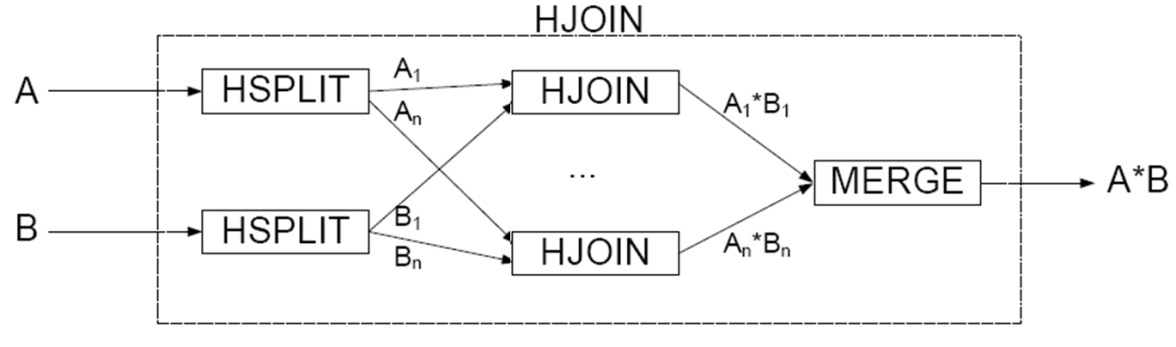 HJOIN
A
HSPLIT
A₁
Aₙ
HJOIN
A₁*B₁
...
MERGE
A*B
B
HSPLIT
B₁
Bₙ
HJOIN
Aₙ*Bₙ